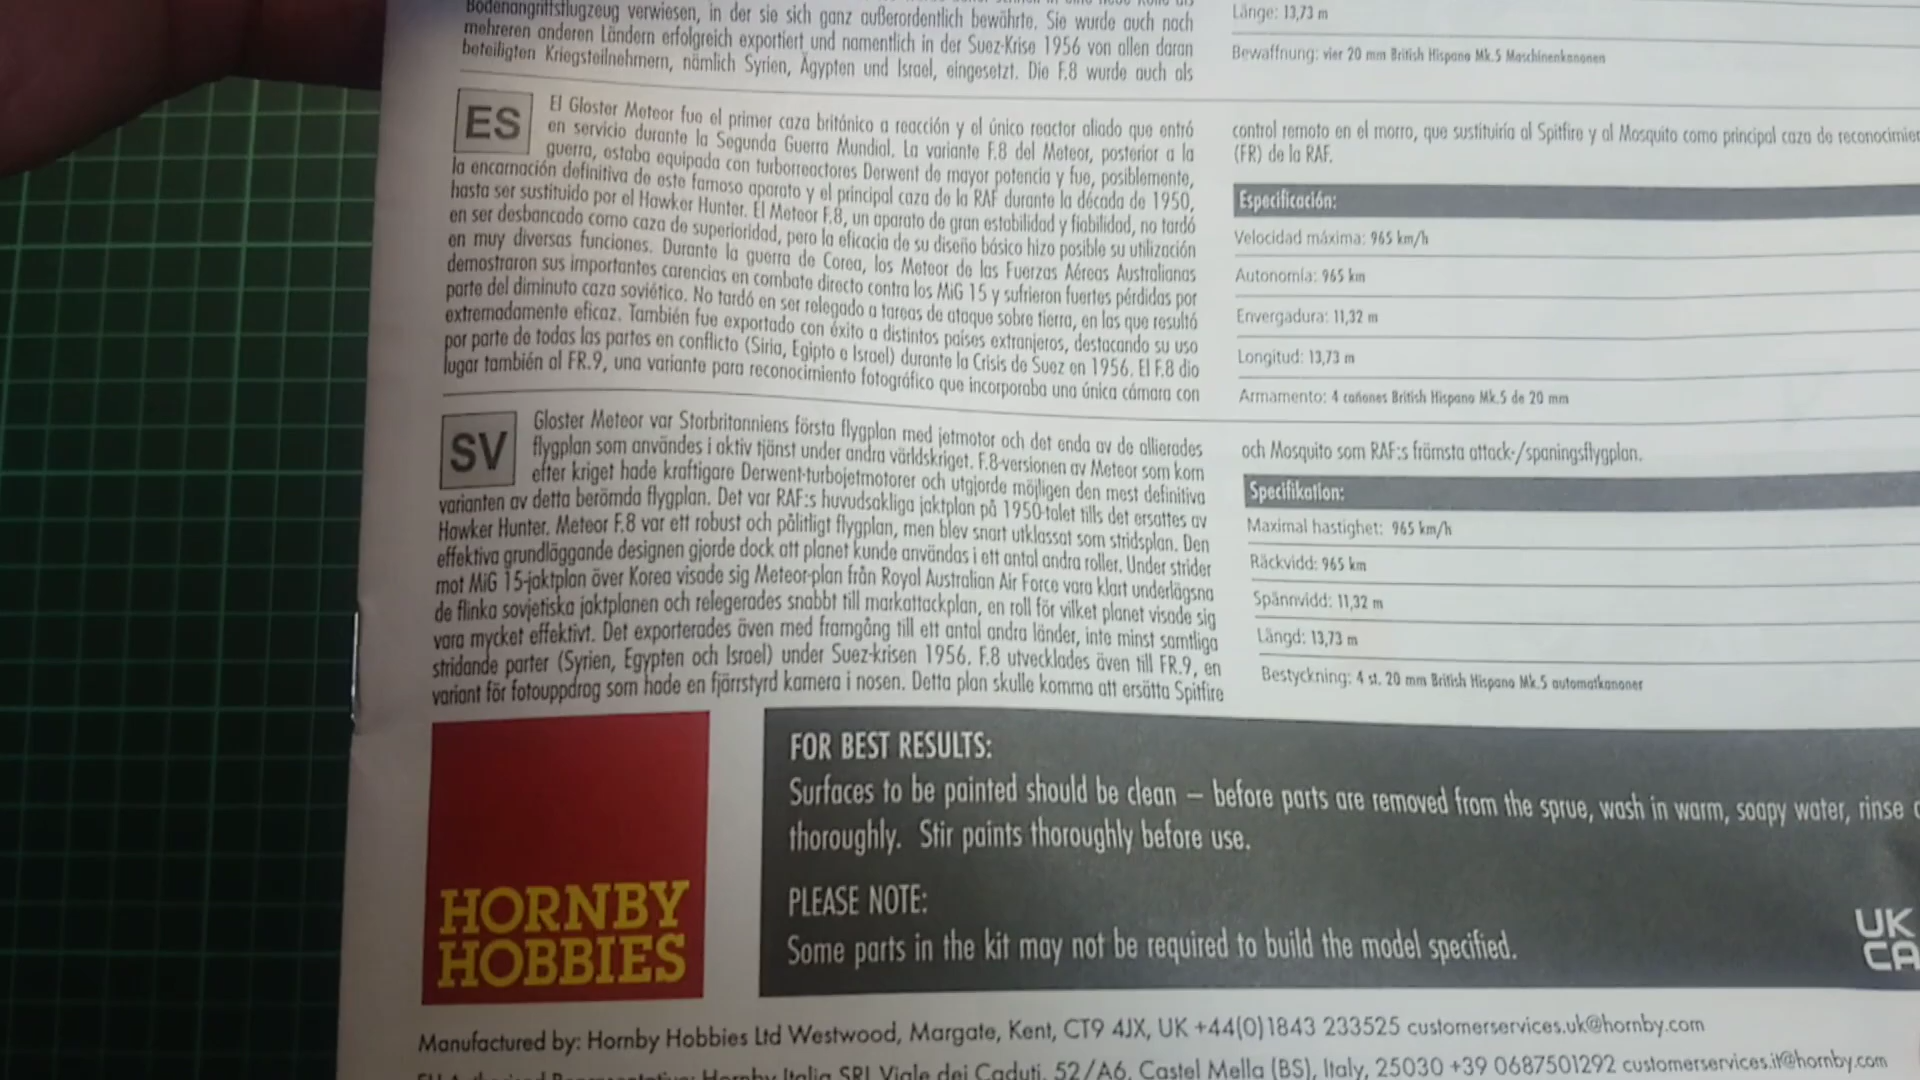 Bodenangriffsflugzeug verwiesen, in der sie sich ganz außerordentlich bewährte. Sie wurde auch nach
mehreren anderen Ländern erfolgreich exportiert und namentlich in der Suez-Krise 1956 von allen daran
beteiligten Kriegsteilnehmern, nämlich Syrien, Ägypten und Israel, eingesetzt. Die F.8 wurde auch als
Länge: 13,73 m
Bewaffnung: vier 20 mm British Hispano Mk.5 Maschinenkanonen
ES
El Gloster Meteor fue el primer caza británico a reacción y el único reactor aliado que entró
en servicio durante la Segunda Guerra Mundial. La variante F.8 del Meteor, posterior a la
guerra, estaba equipada con turborreactores Derwent de mayor potencia y fue, posiblemente,
la encarnación definitiva de este famoso aparato y el principal caza de la RAF durante la década de 1950,
hasta ser sustituido por el Hawker Hunter. El Meteor F.8, un aparato de gran estabilidad y fiabilidad, no tardó
en ser desbancado como caza de superioridad, pero la eficacia de su diseño básico hizo posible su utilización
en muy diversas funciones. Durante la guerra de Corea, los Meteor de las Fuerzas Aéreas Australianas
demostraron sus importantes carencias en combate directo contra los MiG 15 y sufrieron fuertes pérdidas por
parte del diminuto caza soviético. No tardó en ser relegado a tareas de ataque sobre tierra, en las que resultó
extremadamente eficaz. También fue exportado con éxito a distintos países extranjeros, destacando su uso
por parte de todas las partes en conflicto (Siria, Egipto e Israel) durante la Crisis de Suez en 1956. El F.8 dio
lugar también al FR.9, una variante para reconocimiento fotográfico que incorporaba una única cámara con
control remoto en el morro, que sustituiría al Spitfire y al Mosquito como principal caza de reconocimie
(FR) de la RAF.
Especificación:
Velocidad máxima: 965 km/h
Autonomía: 965 km
Envergadura: 11,32 m
Longitud: 13,73 m
Armamento: 4 cañones British Hispano Mk.5 de 20 mm
SV
Gloster Meteor var Storbritanniens första flygplan med jetmotor och det enda av de allierades
flygplan som användes i aktiv tjänst under andra världskriget. F.8-versionen av Meteor som kom
efter kriget hade kraftigare Derwent-turbojetmotorer och utgjorde möjligen den mest definitiva
varianten av detta berömda flygplan. Det var RAF:s huvudsakliga jaktplan på 1950-talet tills det ersattes av
Hawker Hunter. Meteor F.8 var ett robust och pålitligt flygplan, men blev snart utklassat som stridsplan. Den
effektiva grundläggande designen gjorde dock att planet kunde användas i ett antal andra roller. Under strider
mot MiG 15-jaktplan över Korea visade sig Meteor-plan från Royal Australian Air Force vara klart underlägsna
de flinka sovjetiska jaktplanen och relegerades snabbt till markattackplan, en roll för vilket planet visade sig
vara mycket effektivt. Det exporterades även med framgång till ett antal andra länder, inte minst samtliga
stridande parter (Syrien, Egypten och Israel) under Suez-krisen 1956. F.8 utvecklades även till FR.9, en
variant för fotouppdrag som hade en fjärrstyrd kamera i nosen. Detta plan skulle komma att ersätta Spitfire
och Mosquito som RAF:s främsta attack-/spaningsflygplan.
Specifikation:
Maximal hastighet: 965 km/h
Räckvidd: 965 km
Spännvidd: 11,32 m
Längd: 13,73 m
Bestyckning: 4 st. 20 mm British Hispano Mk.5 automatkanoner
HORNBY
HOBBIES
FOR BEST RESULTS:
Surfaces to be painted should be clean – before parts are removed from the sprue, wash in warm, soapy water, rinse
thoroughly. Stir paints thoroughly before use.
PLEASE NOTE:
Some parts in the kit may not be required to build the model specified.
UK
CA
Manufactured by: Hornby Hobbies Ltd Westwood, Margate, Kent, CT9 4JX, UK +44(0)1843 233525 customerservices.uk@hornby.com
Hornby Italia SRL Viale dei Caduti, 52/A6, Castel Mella (BS), Italy, 25030 +39 0687501292 customerservices.it@hornby.com